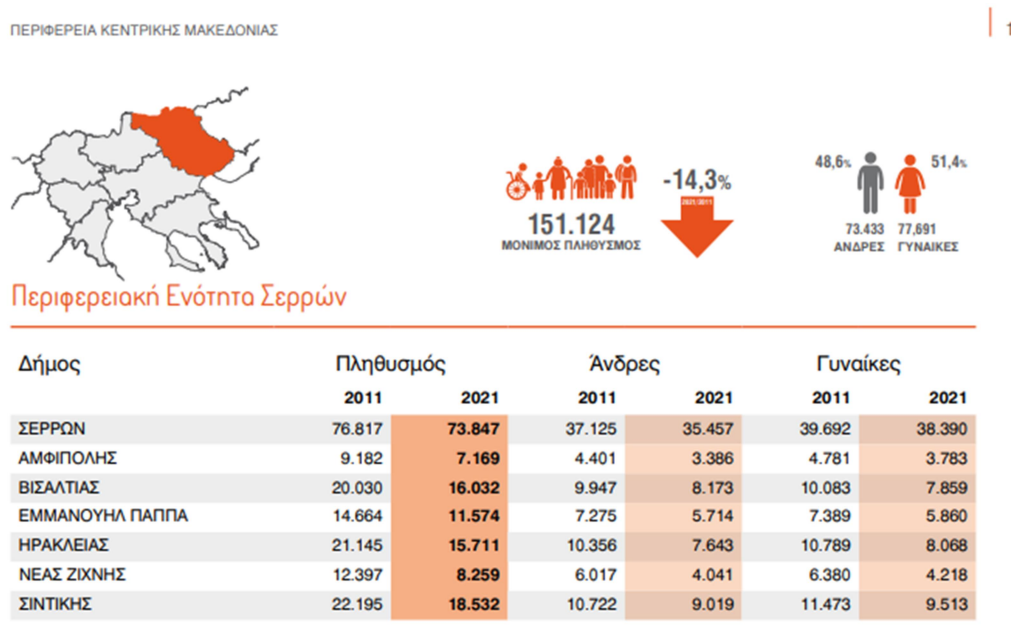 ΠΕΡΙΦΕΡΕΙΑ ΚΕΝΤΡΙΚΗΣ ΜΑΚΕΔΟΝΙΑΣ
-14,3%
2021/2011
151.124
ΜΟΝΙΜΟΣ ΠΛΗΘΥΣΜΟΣ
48,6% 51,4%
73.433 77,691
ΑΝΔΡΕΣ ΓΥΝΑΙΚΕΣ
Περιφερειακή Ενότητα Σερρών
Δήμος Πληθυσμός Άνδρες Γυναίκες
2011 2021 2011 2021 2011 2021
ΣΕΡΡΩΝ 76.817 73.847 37.125 35.457 39.692 38.390
ΑΜΦΙΠΟΛΗΣ 9.182 7.169 4.401 3.386 4.781 3.783
ΒΙΣΑΛΤΙΑΣ 20.030 16.032 9.947 8.173 10.083 7.859
ΕΜΜΑΝΟΥΗΛ ΠΑΠΠΑ 14.664 11.574 7.275 5.714 7.389 5.860
ΗΡΑΚΛΕΙΑΣ 21.145 15.711 10.356 7.643 10.789 8.068
ΝΕΑΣ ΖΙΧΝΗΣ 12.397 8.259 6.017 4.041 6.380 4.218
ΣΙΝΤΙΚΗΣ 22.195 18.532 10.722 9.019 11.473 9.513